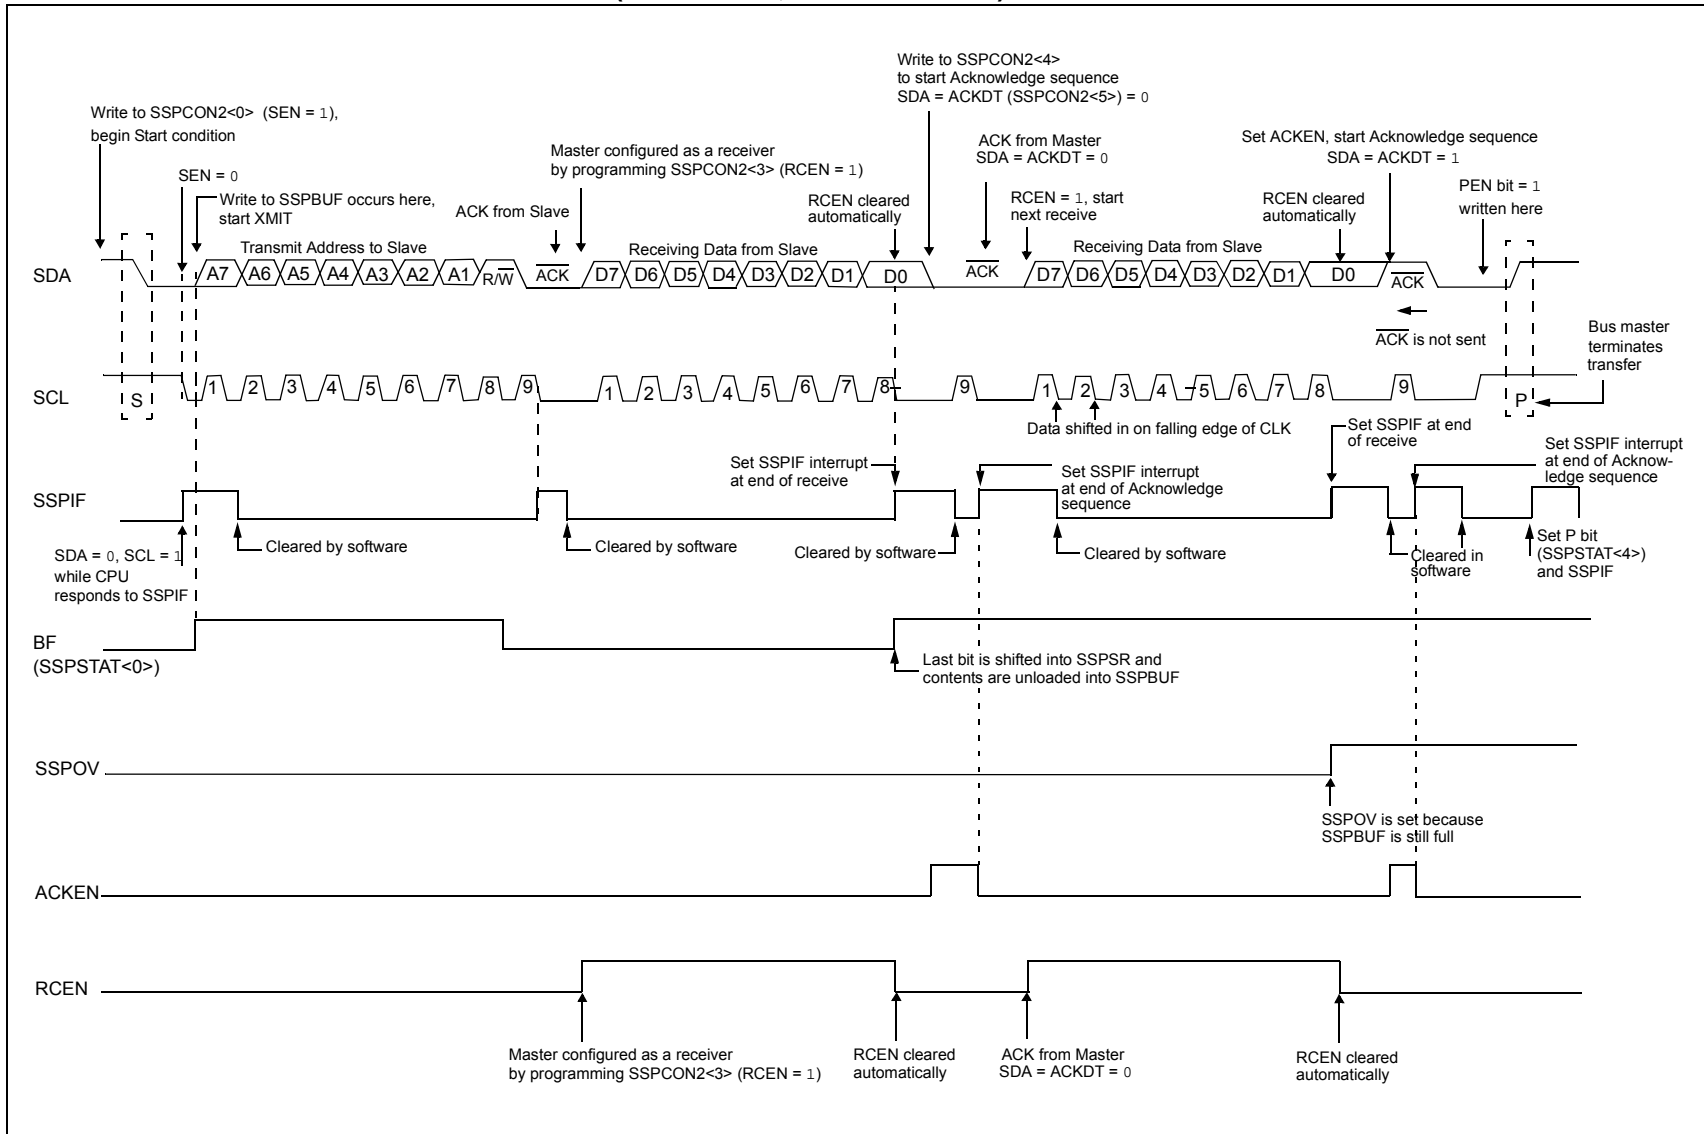 Write to SSPCON2<4>
to start Acknowledge sequence
SDA = ACKDT (SSPCON2<5>) = 0
Write to SSPCON2<0> (SEN = 1),
begin Start condition
ACK from Master
SDA = ACKDT = 0
Set ACKEN, start Acknowledge sequence
SDA = ACKDT = 1
Master configured as a receiver
by programming SSPCON2<3> (RCEN = 1)
SEN = 0
Write to SSPBUF occurs here,
start XMIT
ACK from Slave
RCEN cleared
automatically
RCEN = 1, start
next receive
RCEN cleared
automatically
PEN bit = 1
written here
Transmit Address to Slave
Receiving Data from Slave
Receiving Data from Slave
SDA
A7 A6 A5 A4 A3 A2 A1 R/W ACK D7 D6 D5 D4 D3 D2 D1 D0 ACK D7 D6 D5 D4 D3 D2 D1 D0 ACK
ACK is not sent
Bus master
terminates
transfer
SCL
S 1 2 3 4 5 6 7 8 9 1 2 3 4 5 6 7 8 9 1 2 3 4 5 6 7 8 9 P
Data shifted in on falling edge of CLK
Set SSPIF at end
of receive
Set SSPIF interrupt
at end of receive
Set SSPIF interrupt
at end of Acknowledge
sequence
Set SSPIF interrupt
at end of Acknow-
ledge sequence
SSPIF
SDA = 0, SCL = 1
while CPU
responds to SSPIF
Cleared by software
Cleared by software
Cleared by software
Cleared by software
Cleared in
software
Set P bit
(SSPSTAT<4>)
and SSPIF
BF
(SSPSTAT<0>)
Last bit is shifted into SSPSR and
contents are unloaded into SSPBUF
SSPOV
SSPOV is set because
SSPBUF is still full
ACKEN
RCEN
Master configured as a receiver
by programming SSPCON2<3> (RCEN = 1)
RCEN cleared
automatically
ACK from Master
SDA = ACKDT = 0
RCEN cleared
automatically